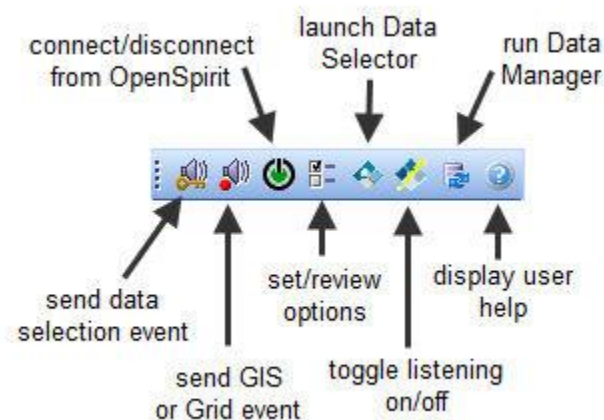 launch Data
Selector
connect/disconnect
from OpenSpirit
run Data
Manager
send data
selection event
set/review
options
display user
help
send GIS
or Grid event
toggle listening
on/off